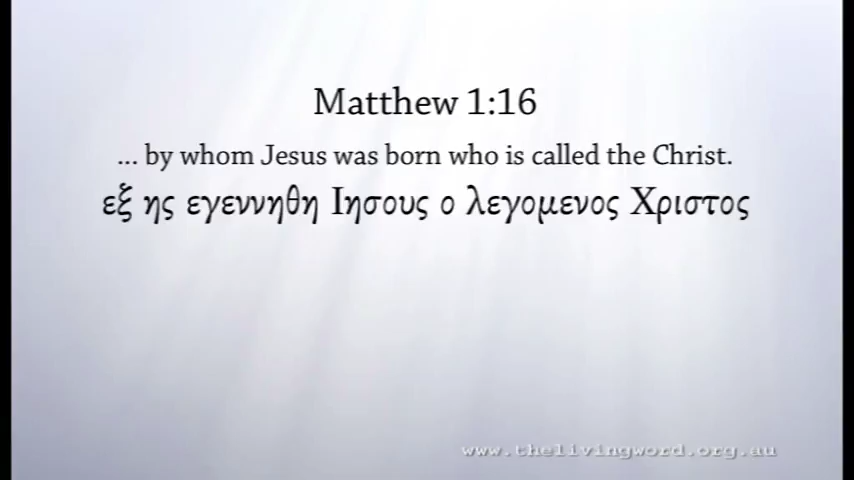 Matthew 1:16
... by whom Jesus was born who is called the Christ.
εξ ης εγεννηθη Ιησους ο λεγομενος Χριστος
www.thelivingword.org.au